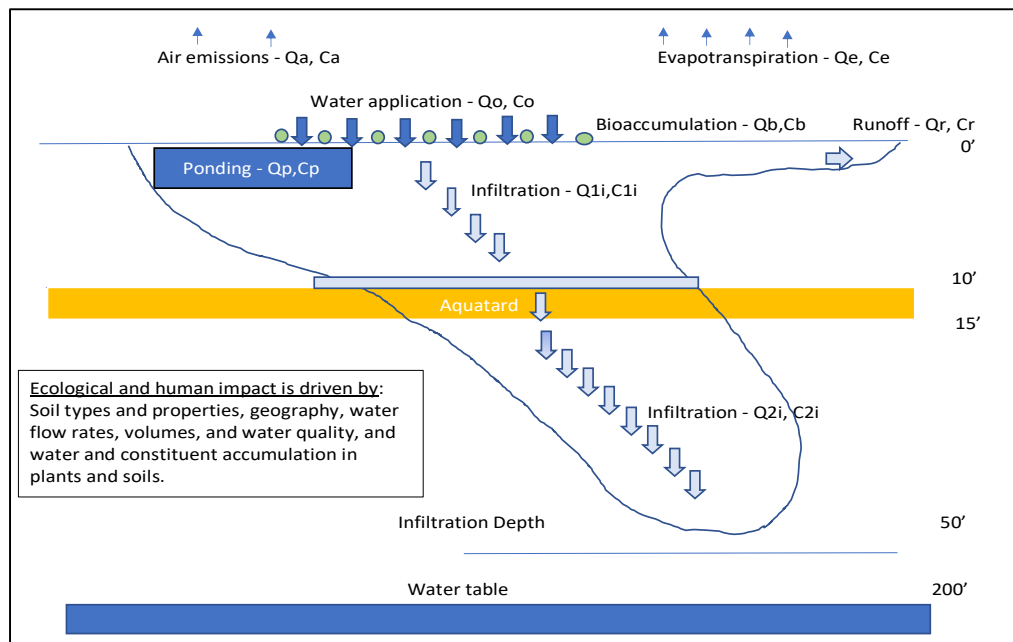 Air emissions - Qa, Ca
Evapotranspiration - Qe, Ce
Water application - Qo, Co
Bioaccumulation - Qb,Cb
Runoff - Qr, Cr
0’
Ponding - Qp,Cp
Infiltration - Q1i,C1i
10’
Aquatard
15’
Ecological and human impact is driven by:
Soil types and properties, geography, water
flow rates, volumes, and water quality, and
water and constituent accumulation in
plants and soils.
Infiltration - Q2i, C2i
Infiltration Depth
50’
Water table
200’